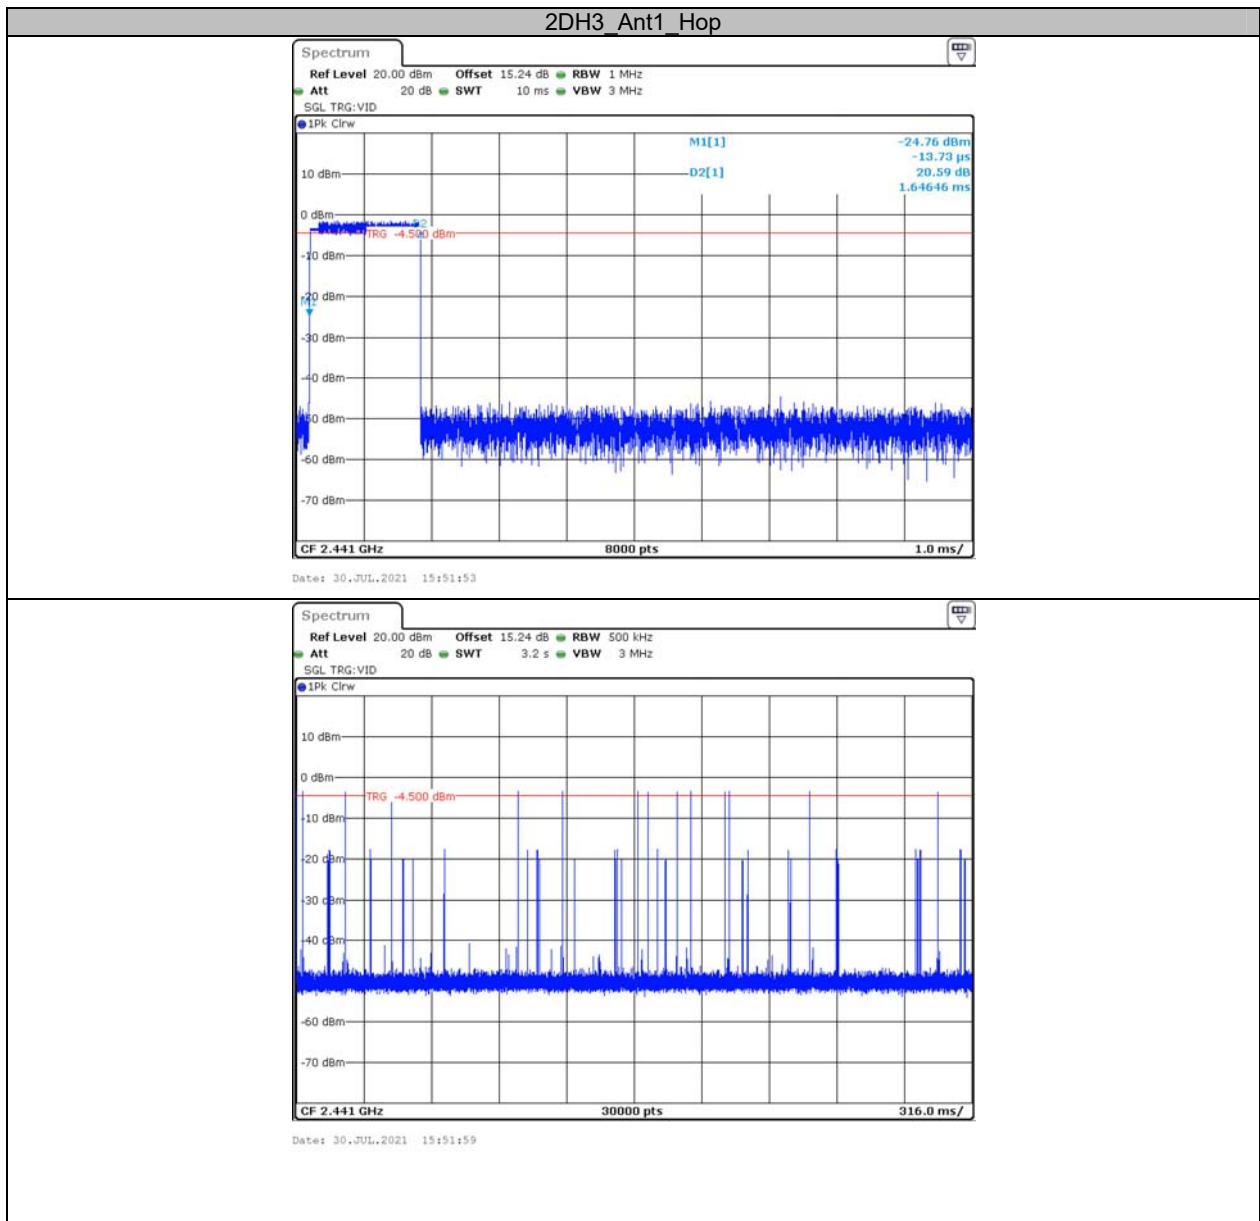 2DH3_Ant1_Hop
Spectrum
Ref Level 20.00 dBm Offset 15.24 dB RBW 1 MHz
Att 20 dB SWT 10 ms VBW 3 MHz
SGL TRG:VID
1Pk Clrw
M1[1] -24.76 dBm
-13.73 µs
10 dBm D2[1] 20.59 dB
1.64646 ms
0 dBm
D2
TRG -4.500 dBm
-10 dBm
-20 dBm
M1
-30 dBm
-40 dBm
-50 dBm
-60 dBm
-70 dBm
CF 2.441 GHz 8000 pts 1.0 ms/
Date: 30.JUL.2021 15:51:53
Spectrum
Ref Level 20.00 dBm Offset 15.24 dB RBW 500 kHz
Att 20 dB SWT 3.2 s VBW 3 MHz
SGL TRG:VID
1Pk Clrw
10 dBm
0 dBm
TRG -4.500 dBm
-10 dBm
-20 dBm
-30 dBm
-40 dBm
-60 dBm
-70 dBm
CF 2.441 GHz 30000 pts 316.0 ms/
Date: 30.JUL.2021 15:51:59